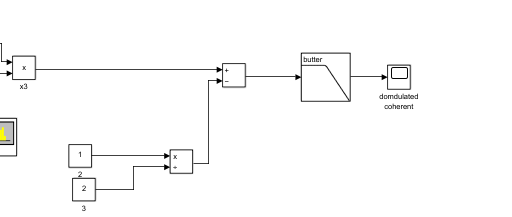 butter
x
x3
+
−
domdulated
coherent
1
2
x
÷
2
3